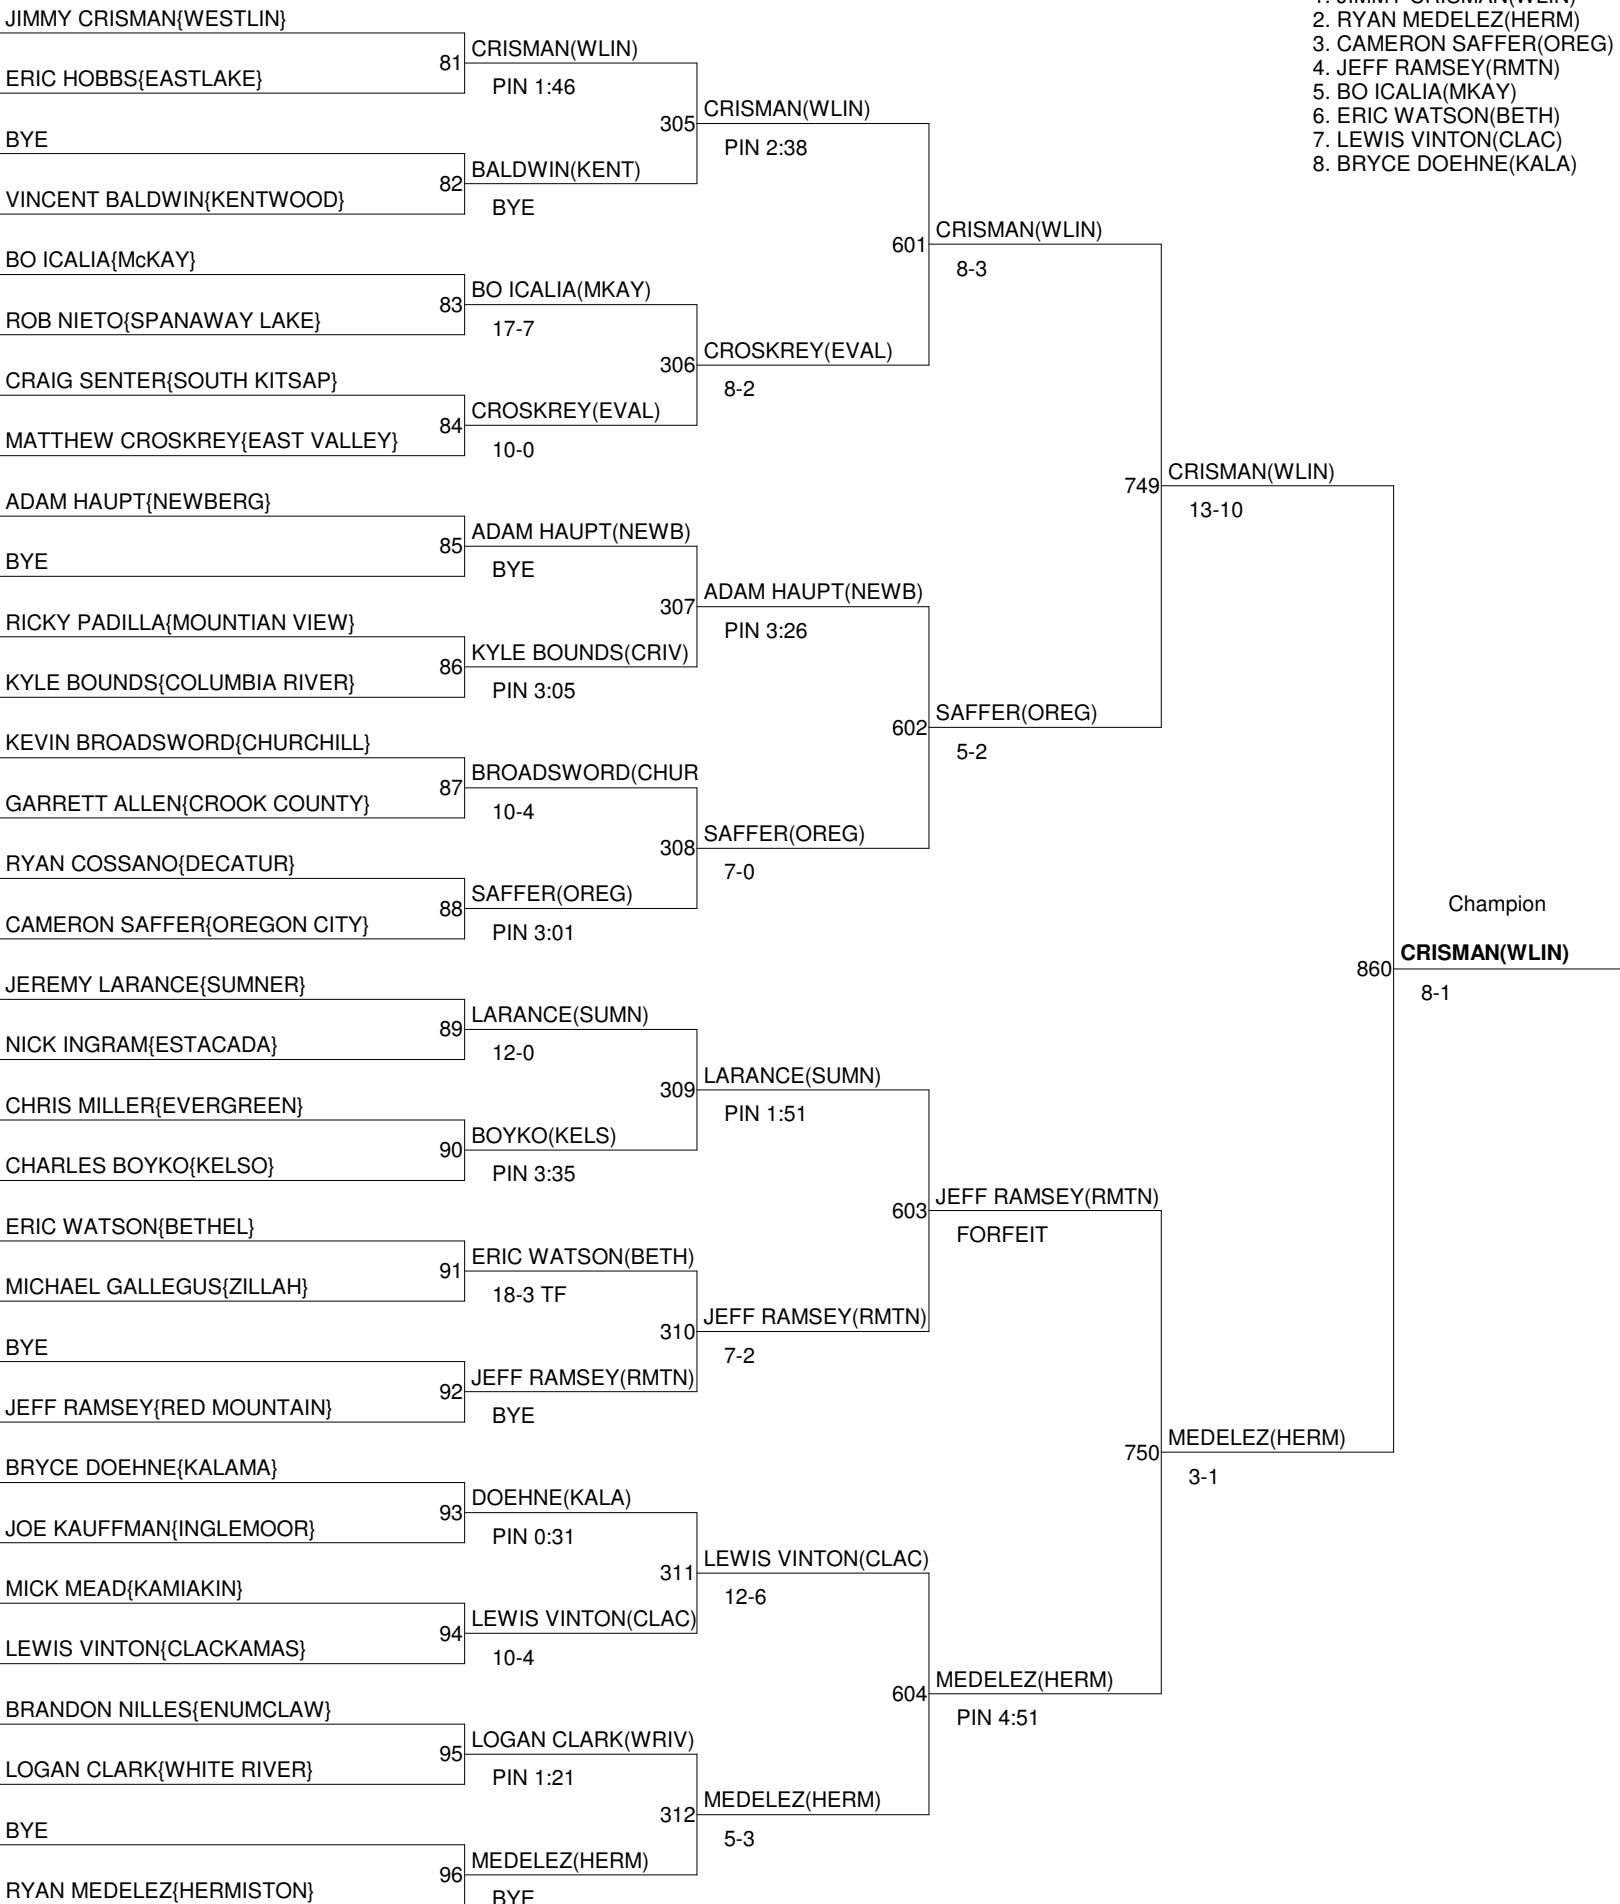 JIMMY CRISMAN{WESTLIN}
ERIC HOBBS{EASTLAKE}
BYE
VINCENT BALDWIN{KENTWOOD}
BO ICALIA{McKAY}
ROB NIETO{SPANAWAY LAKE}
CRAIG SENTER{SOUTH KITSAP}
MATTHEW CROSKREY{EAST VALLEY}
ADAM HAUPT{NEWBERG}
BYE
RICKY PADILLA{MOUNTIAN VIEW}
KYLE BOUNDS{COLUMBIA RIVER}
KEVIN BROADSWORD{CHURCHILL}
GARRETT ALLEN{CROOK COUNTY}
RYAN COSSANO{DECATUR}
CAMERON SAFFER{OREGON CITY}
JEREMY LARANCE{SUMNER}
NICK INGRAM{ESTACADA}
CHRIS MILLER{EVERGREEN}
CHARLES BOYKO{KELSO}
ERIC WATSON{BETHEL}
MICHAEL GALLEGUS{ZILLAH}
BYE
JEFF RAMSEY{RED MOUNTAIN}
BRYCE DOEHNE{KALAMA}
JOE KAUFFMAN{INGLEMOOR}
MICK MEAD{KAMIAKIN}
LEWIS VINTON{CLACKAMAS}
BRANDON NILLES{ENUMCLAW}
LOGAN CLARK{WHITE RIVER}
BYE
RYAN MEDELEZ{HERMISTON}
81 CRISMAN(WLIN)
PIN 1:46
82 BALDWIN(KENT)
BYE
83 BO ICALIA(MKAY)
17-7
84 CROSKREY(EVAL)
10-0
85 ADAM HAUPT(NEWB)
BYE
86 KYLE BOUNDS(CRIV)
PIN 3:05
87 BROADSWORD(CHUR
10-4
88 SAFFER(OREG)
PIN 3:01
89 LARANCE(SUMN)
12-0
90 BOYKO(KELS)
PIN 3:35
91 ERIC WATSON(BETH)
18-3 TF
92 JEFF RAMSEY(RMTN)
BYE
93 DOEHNE(KALA)
PIN 0:31
94 LEWIS VINTON(CLAC)
10-4
95 LOGAN CLARK(WRIV)
PIN 1:21
96 MEDELEZ(HERM)
BYE
305 CRISMAN(WLIN)
PIN 2:38
306 CROSKREY(EVAL)
8-2
307 ADAM HAUPT(NEWB)
PIN 3:26
308 SAFFER(OREG)
7-0
309 LARANCE(SUMN)
PIN 1:51
310 JEFF RAMSEY(RMTN)
7-2
311 LEWIS VINTON(CLAC)
12-6
312 MEDELEZ(HERM)
5-3
601 CRISMAN(WLIN)
8-3
602 SAFFER(OREG)
5-2
603 JEFF RAMSEY(RMTN)
FORFEIT
604 MEDELEZ(HERM)
PIN 4:51
749 CRISMAN(WLIN)
13-10
750 MEDELEZ(HERM)
3-1
Champion
860 CRISMAN(WLIN)
8-1
1. JIMMY CRISMAN(WLIN)
2. RYAN MEDELEZ(HERM)
3. CAMERON SAFFER(OREG)
4. JEFF RAMSEY(RMTN)
5. BO ICALIA(MKAY)
6. ERIC WATSON(BETH)
7. LEWIS VINTON(CLAC)
8. BRYCE DOEHNE(KALA)